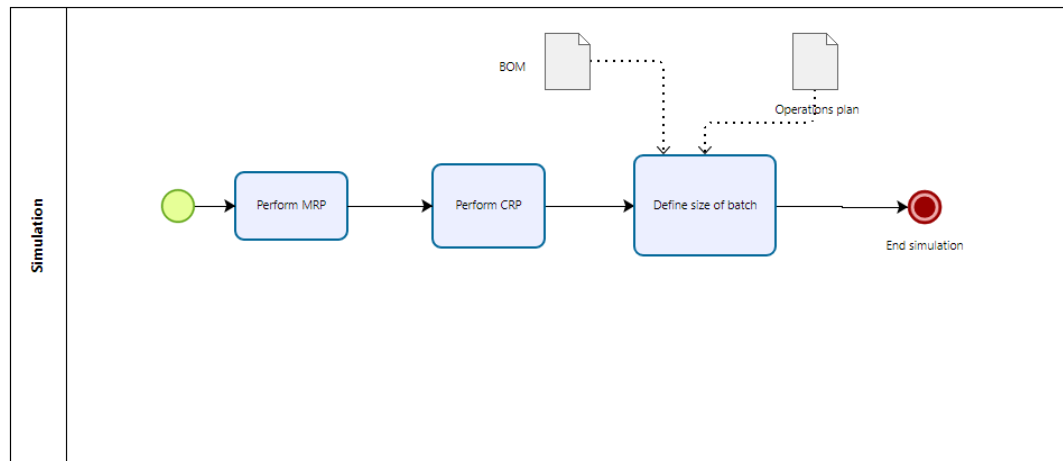 Simulation
BOM
Operations plan
Perform MRP
Perform CRP
Define size of batch
End simulation